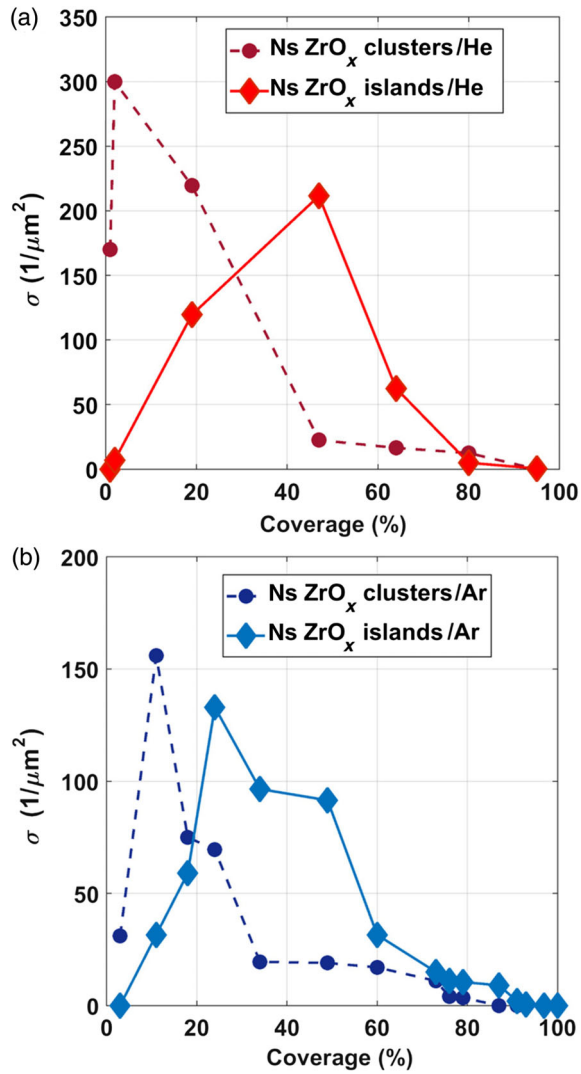 (a)
350
300
250
200
150
100
50
0
σ (1/μm²)
Ns ZrOₓ clusters/He
Ns ZrOₓ islands/He
0 20 40 60 80 100
Coverage (%)
(b)
200
150
100
50
0
σ (1/μm²)
Ns ZrOₓ clusters/Ar
Ns ZrOₓ islands/Ar
0 20 40 60 80 100
Coverage (%)